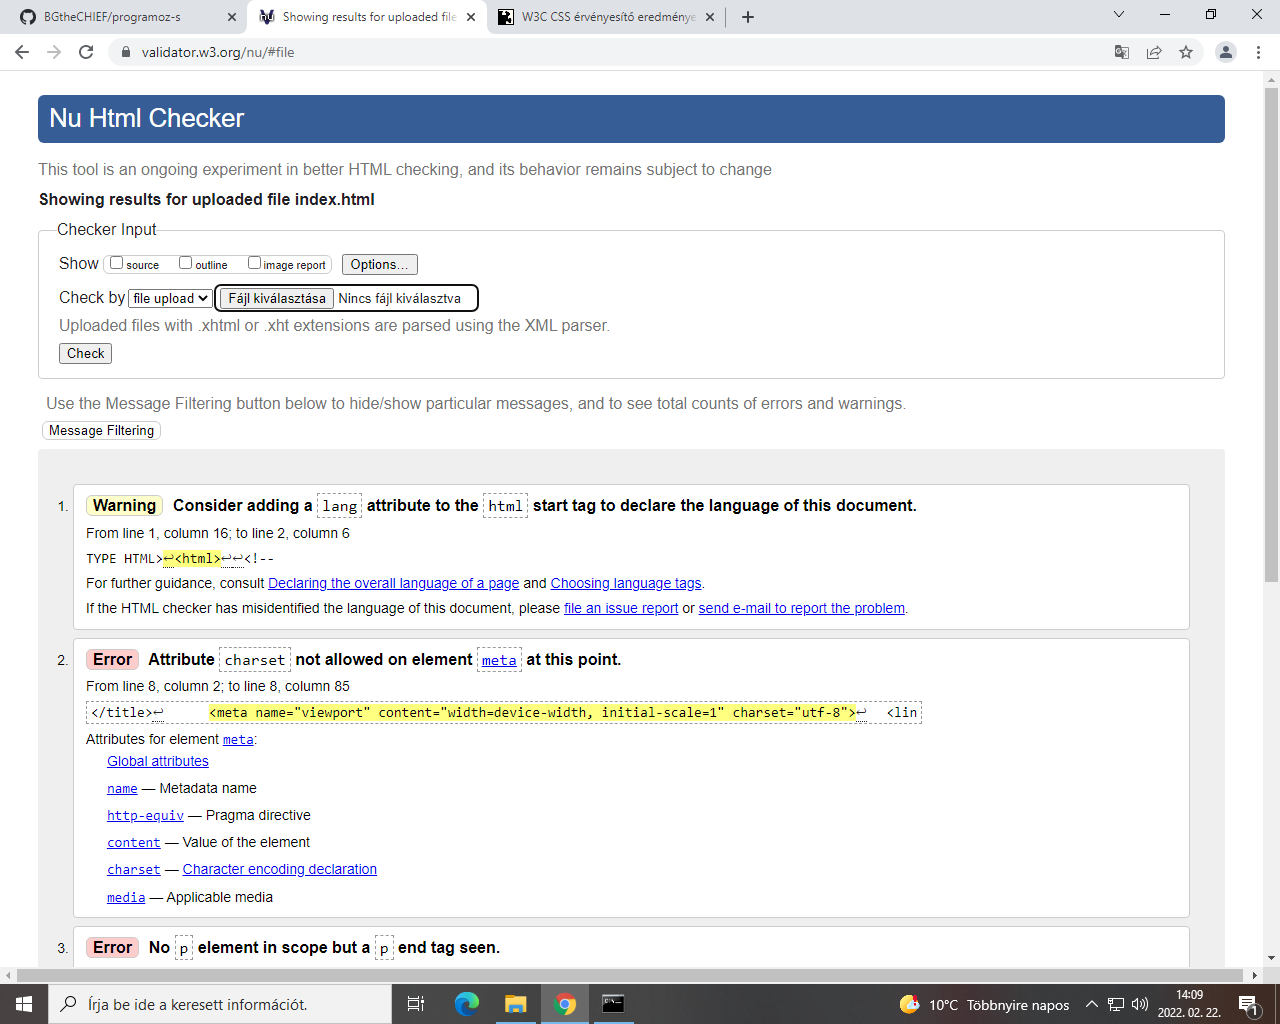 BGtheCHIEF/programoz-s
Showing results for uploaded file
W3C CSS érvényesítő eredménye
validator.w3.org/nu/#file
Nu Html Checker
This tool is an ongoing experiment in better HTML checking, and its behavior remains subject to change
Showing results for uploaded file index.html
Checker Input
Show source outline image report Options...
Check by file upload Fájl kiválasztása Nincs fájl kiválasztva
Uploaded files with .xhtml or .xht extensions are parsed using the XML parser.
Check
Use the Message Filtering button below to hide/show particular messages, and to see total counts of errors and warnings.
Message Filtering
1. Warning Consider adding a lang attribute to the html start tag to declare the language of this document.
From line 1, column 16; to line 2, column 6
TYPE HTML>↩<html>↩↩<!--
For further guidance, consult Declaring the overall language of a page and Choosing language tags.
If the HTML checker has misidentified the language of this document, please file an issue report or send e-mail to report the problem.
2. Error Attribute charset not allowed on element meta at this point.
From line 8, column 2; to line 8, column 85
</title>↩ <meta name="viewport" content="width=device-width, initial-scale=1" charset="utf-8">↩ <lin
Attributes for element meta:
Global attributes
name — Metadata name
http-equiv — Pragma directive
content — Value of the element
charset — Character encoding declaration
media — Applicable media
3. Error No p element in scope but a p end tag seen.
Írja be ide a keresett információt.
10°C Többnyire napos
14:09
2022. 02. 22.
1